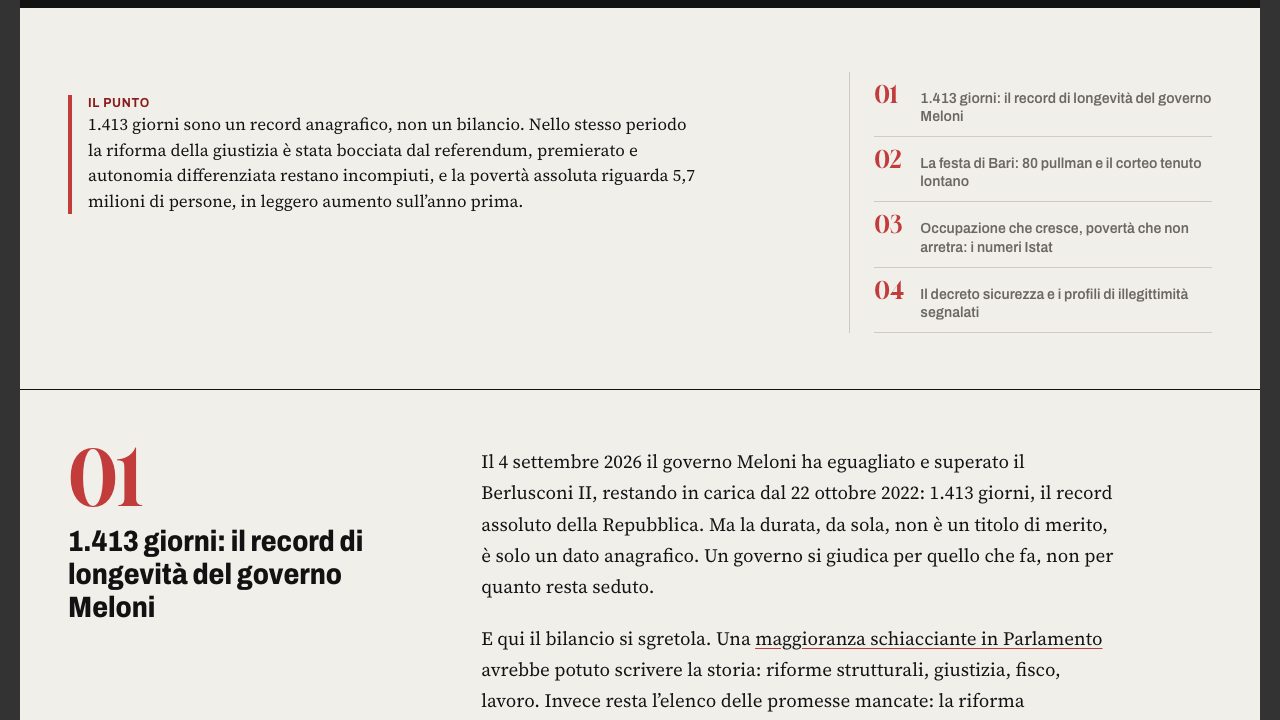 IL PUNTO
1.413 giorni sono un record anagrafico, non un bilancio. Nello stesso periodo
la riforma della giustizia è stata bocciata dal referendum, premierato e
autonomia differenziata restano incompiuti, e la povertà assoluta riguarda 5,7
milioni di persone, in leggero aumento sull’anno prima.
01
1.413 giorni: il record di longevità del governo
Meloni
02
La festa di Bari: 80 pullman e il corteo tenuto
lontano
03
Occupazione che cresce, povertà che non
arretra: i numeri Istat
04
Il decreto sicurezza e i profili di illegittimità
segnalati
01
1.413 giorni: il record di
longevità del governo
Meloni
Il 4 settembre 2026 il governo Meloni ha eguagliato e superato il
Berlusconi II, restando in carica dal 22 ottobre 2022: 1.413 giorni, il record
assoluto della Repubblica. Ma la durata, da sola, non è un titolo di merito,
è solo un dato anagrafico. Un governo si giudica per quello che fa, non per
quanto resta seduto.
E qui il bilancio si sgretola. Una maggioranza schiacciante in Parlamento
avrebbe potuto scrivere la storia: riforme strutturali, giustizia, fisco,
lavoro. Invece resta l’elenco delle promesse mancate: la riforma